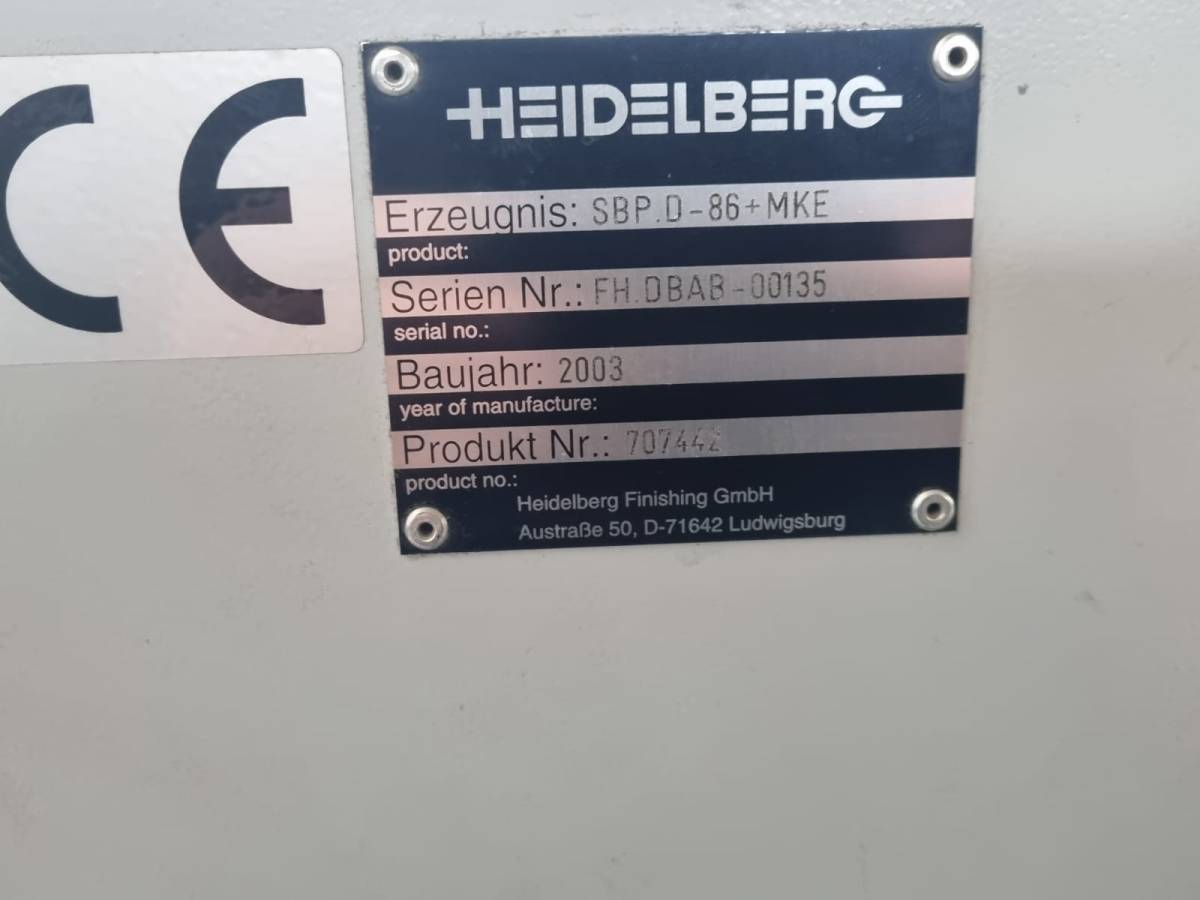 CE
HEIDELBERG
Erzeugnis: SBP.D-86+MKE
product:
Serien Nr.: FH.DBAB-00135
serial no.:
Baujahr: 2003
year of manufacture:
Produkt Nr.: 707442
product no.:
Heidelberg Finishing GmbH
Austraße 50, D-71642 Ludwigsburg